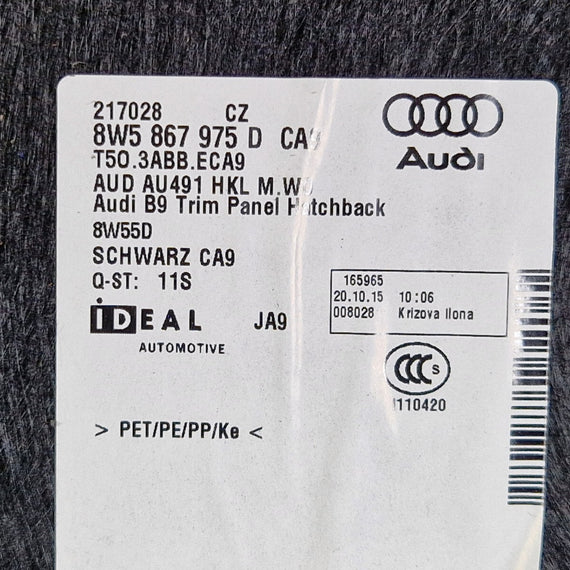 217028 CZ
8W5 867 975 D CA9
T50.3ABB.ECA9
AUD AU491 HKL
Audi B9 Trim Panel Hatchback
8W55D
SCHWARZ CA9
Q-ST: 11S
IDEAL JA9
AUTOMOTIVE
> PET/PE/PP/Ke <
Audi
165965
20.10.15 10:06
008028 Krizova Ilona
CCC S